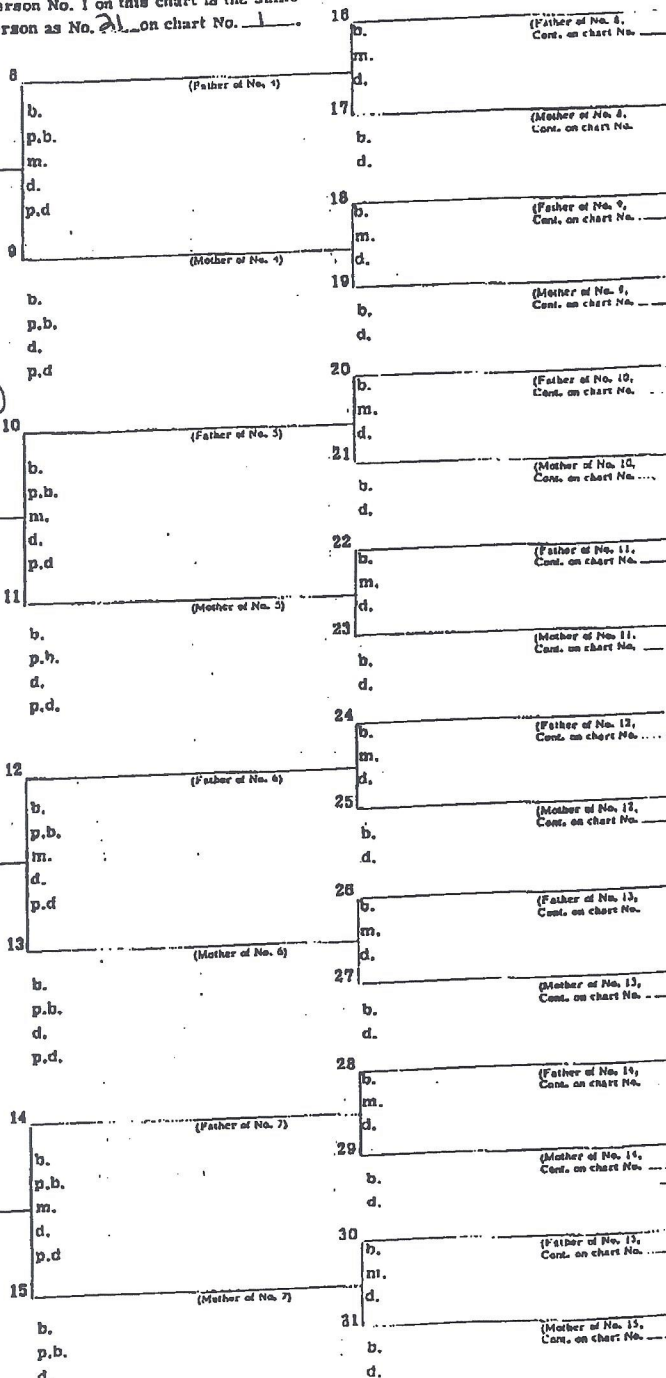 erson No. 1 on this chart is the same
rson as No. 21 on chart No. 1.
8
(Father of No. 4)
b.
p.b.
m.
d.
p.d
9
(Mother of No. 4)
b.
p.b.
d.
p.d
10
(Father of No. 5)
b.
p.b.
m.
d.
p.d
11
(Mother of No. 5)
b.
p.b.
d.
p.d.
12
(Father of No. 6)
b.
p.b.
m.
d.
p.d
13
(Mother of No. 6)
b.
p.b.
d.
p.d.
14
(Father of No. 7)
b.
p.b.
m.
d.
p.d
15
(Mother of No. 7)
b.
p.b.
d
16
(Father of No. 8,
Cont. on chart No.
b.
m.
d.
17
(Mother of No. 8,
Cont. on chart No.
b.
d.
18
(Father of No. 9,
Cont. on chart No.
b.
m.
d.
19
(Mother of No. 9,
Cont. on chart No.
b.
d.
20
(Father of No. 10,
Cont. on chart No.
b.
m.
d.
21
(Mother of No. 10,
Cont. on chart No.
b.
d.
22
(Father of No. 11,
Cont. on chart No.
b.
m.
d.
23
(Mother of No. 11,
Cont. on chart No.
b.
d.
24
(Father of No. 12,
Cont. on chart No.
b.
m.
d.
25
(Mother of No. 12,
Cont. on chart No.
b.
d.
26
(Father of No. 13,
Cont. on chart No.
b.
m.
d.
27
(Mother of No. 13,
Cont. on chart No.
b.
d.
28
(Father of No. 14,
Cont. on chart No.
b.
m.
d.
29
(Mother of No. 14,
Cont. on chart No.
b.
d.
30
(Father of No. 15,
Cont. on chart No.
b.
m.
d.
31
(Mother of No. 15,
Cont. on chart No.
b.
d.